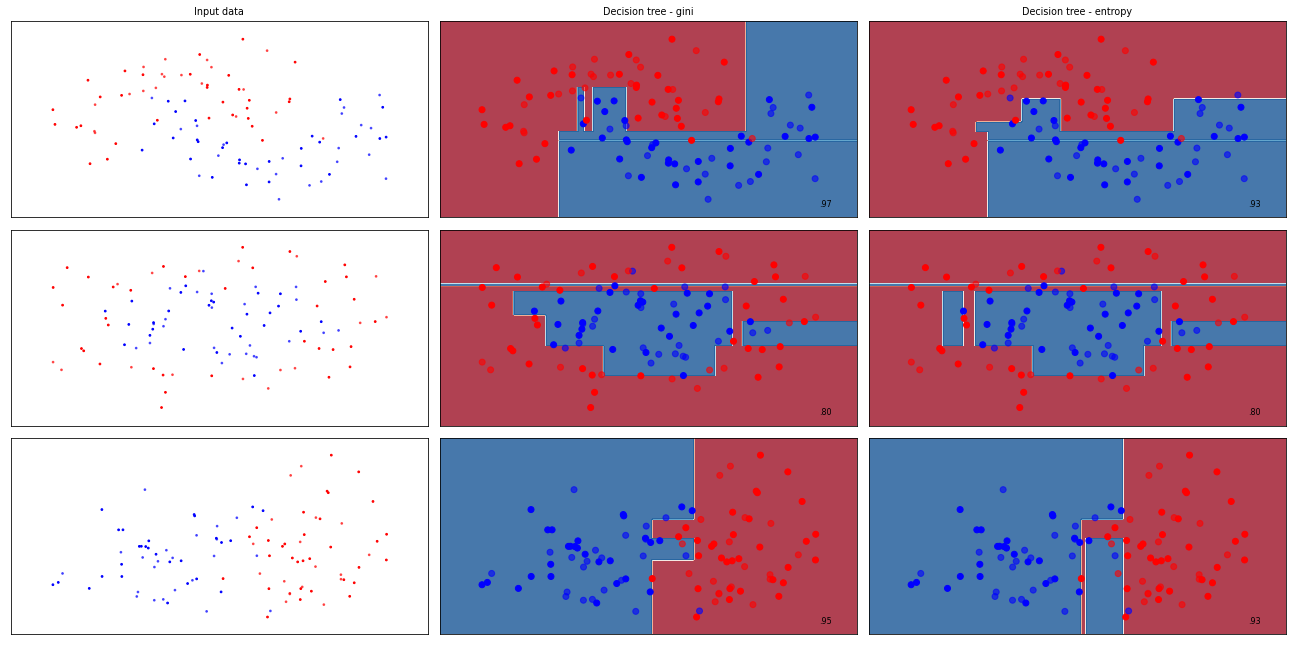 Input data
Decision tree - gini
Decision tree - entropy
.97
.93
.80
.80
.95
.93